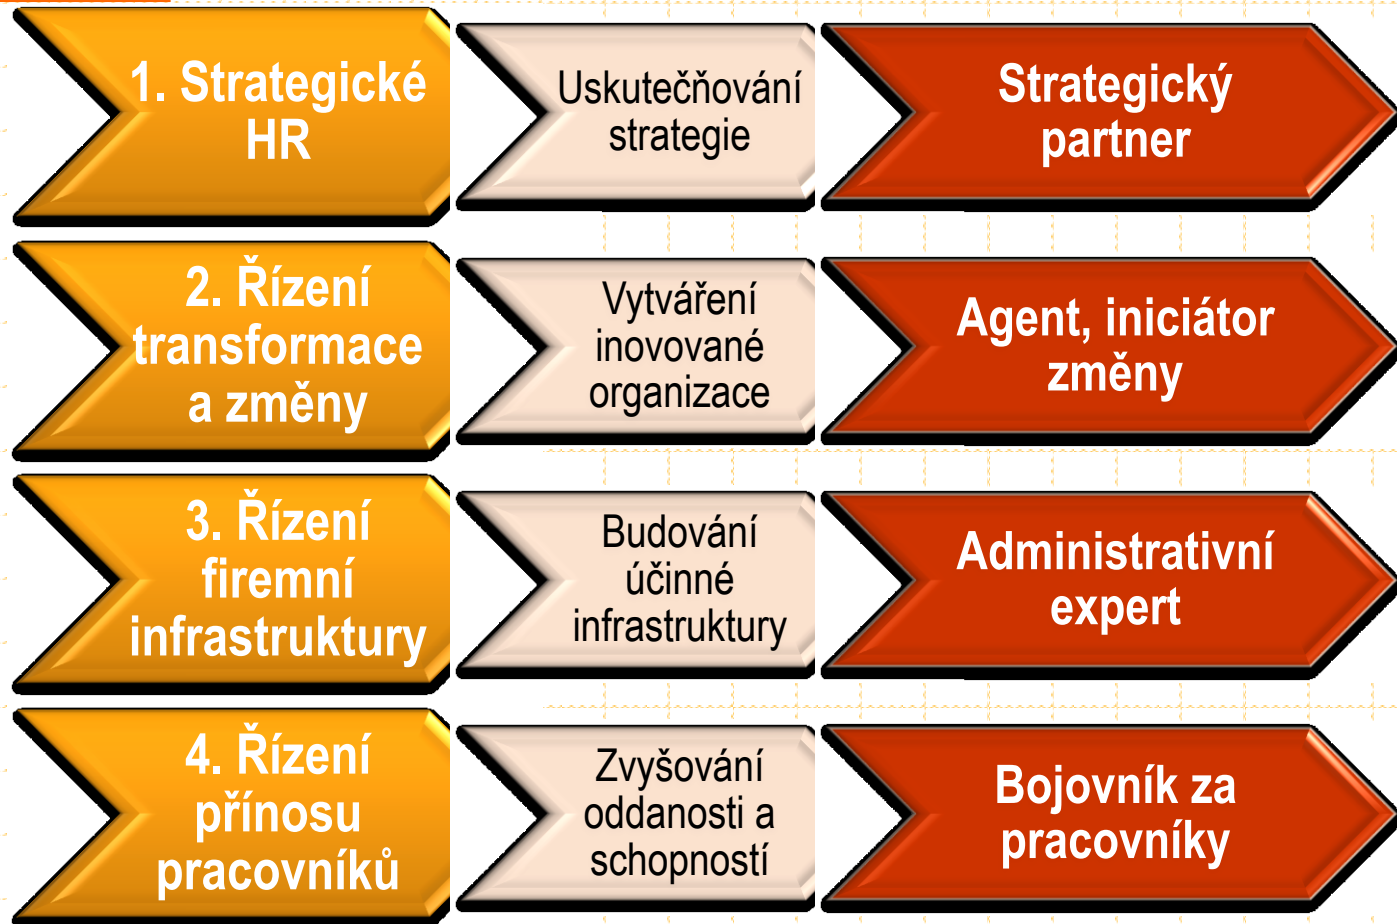 1. Strategické
HR
Uskutečňování
strategie
Strategický
partner
2. Řízení
transformace
a změny
Vytváření
inovované
organizace
Agent, iniciátor
změny
3. Řízení
firemní
infrastruktury
Budování
účinné
infrastruktury
Administrativní
expert
4. Řízení
přínosu
pracovníků
Zvyšování
oddanosti a
schopností
Bojovník za
pracovníky